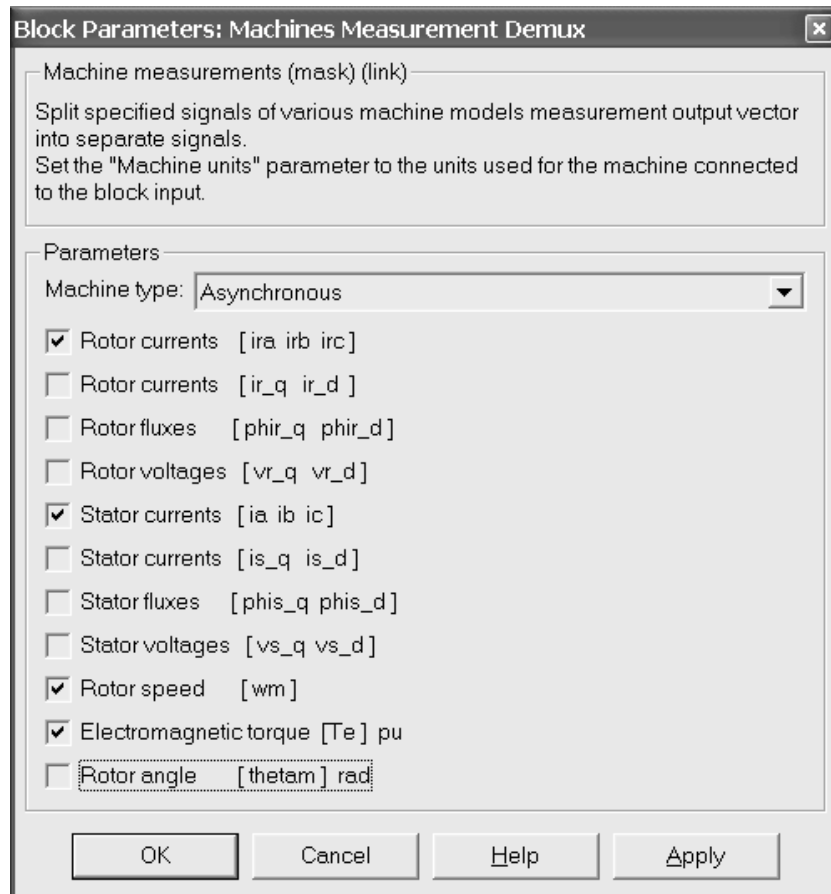 Block Parameters: Machines Measurement Demux
Machine measurements (mask) (link)
Split specified signals of various machine models measurement output vector
into separate signals.
Set the "Machine units" parameter to the units used for the machine connected
to the block input.
Parameters
Machine type: Asynchronous
Rotor currents [ira irb irc]
Rotor currents [ir_q ir_d ]
Rotor fluxes [phir_q phir_d]
Rotor voltages [vr_q vr_d]
Stator currents [ia ib ic]
Stator currents [is_q is_d]
Stator fluxes [phis_q phis_d]
Stator voltages [vs_q vs_d]
Rotor speed [wm]
Electromagnetic torque [Te] pu
Rotor angle [thetam] rad
OK Cancel Help Apply